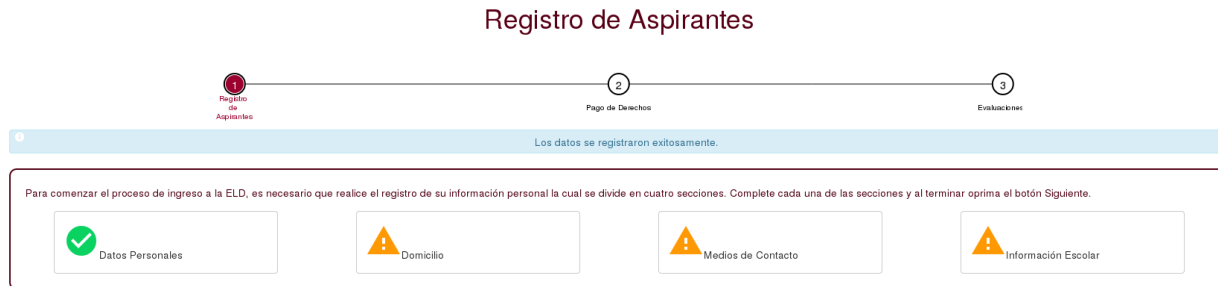 Registro de Aspirantes
1
2
3
Registro
de
Aspirantes
Pago de Derechos
Evaluaciones
Los datos se registraron exitosamente.
Para comenzar el proceso de ingreso a la ELD, es necesario que realice el registro de su información personal la cual se divide en cuatro secciones. Complete cada una de las secciones y al terminar oprima el botón Siguiente.
Datos Personales
Domicilio
Medios de Contacto
Información Escolar